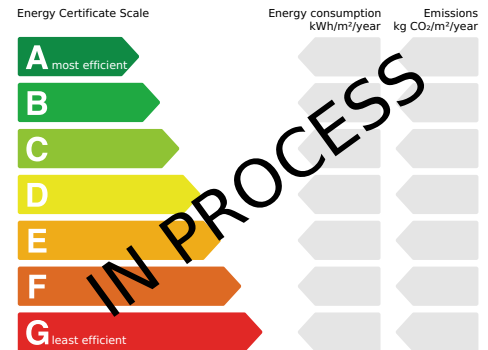 Energy Certificate Scale
Energy consumption
kWh/m²/year
Emissions
kg CO₂/m²/year
A most efficient
B
C
D
E
F
G least efficient
IN PROCESS